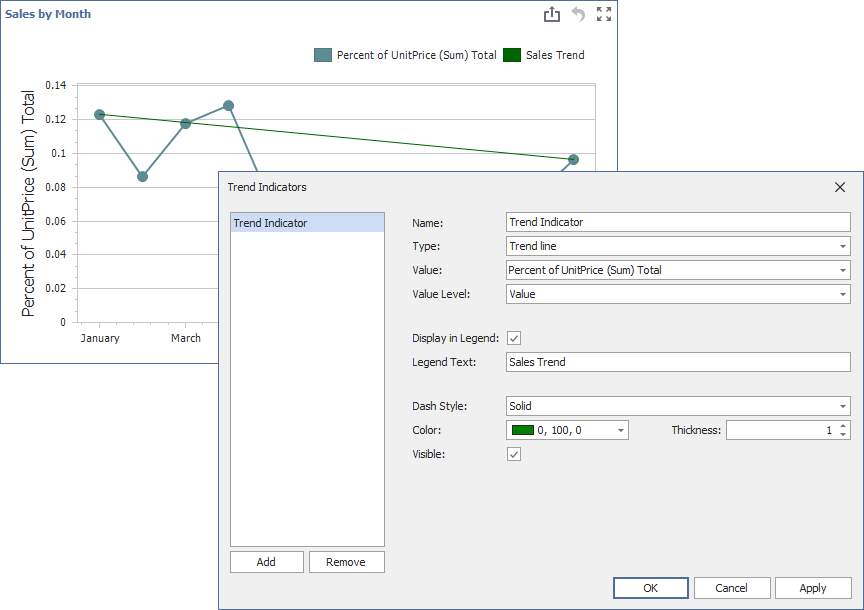 Sales by Month
Percent of UnitPrice (Sum) Total
Sales Trend
Percent of UnitPrice (Sum) Total
0.14
0.12
0.1
0.08
0.06
0.04
0.02
0
January
March
Trend Indicators
Trend Indicator
Name: Trend Indicator
Type: Trend line
Value: Percent of UnitPrice (Sum) Total
Value Level: Value
Display in Legend:
Legend Text: Sales Trend
Dash Style: Solid
Color: 0, 100, 0 Thickness: 1
Visible:
Add Remove
OK Cancel Apply